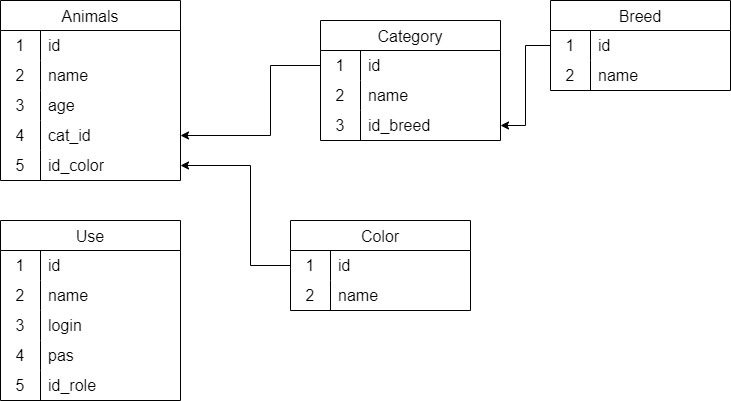 Animals
1 id
2 name
3 age
4 cat_id
5 id_color
Category
1 id
2 name
3 id_breed
Breed
1 id
2 name
Use
1 id
2 name
3 login
4 pas
5 id_role
Color
1 id
2 name